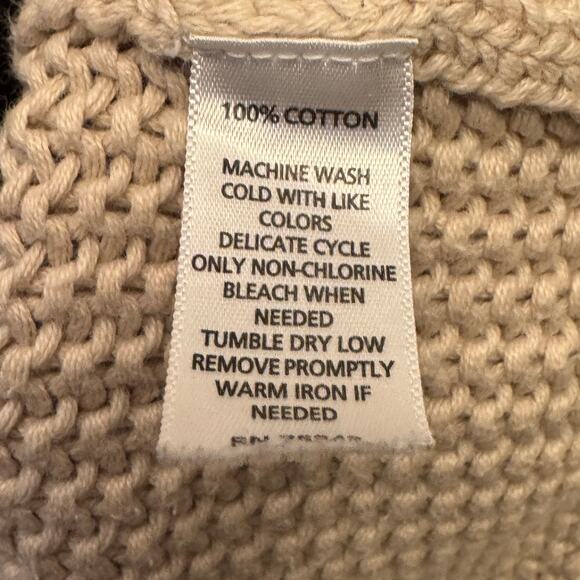 100% COTTON
MACHINE WASH
COLD WITH LIKE
COLORS
DELICATE CYCLE
ONLY NON-CHLORINE
BLEACH WHEN
NEEDED
TUMBLE DRY LOW
REMOVE PROMPTLY
WARM IRON IF
NEEDED